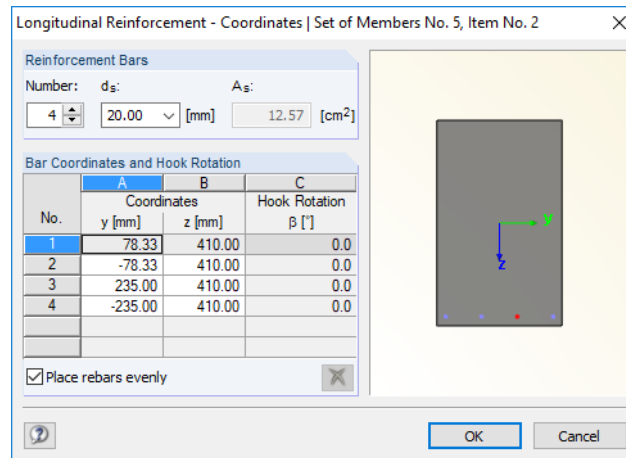 Longitudinal Reinforcement - Coordinates | Set of Members No. 5, Item No. 2
Reinforcement Bars
Number: ds: As:
4 20.00 [mm] 12.57 [cm2]
Bar Coordinates and Hook Rotation
A B C
Coordinates Hook Rotation
No. y [mm] z [mm] β [°]
1 78.33 410.00 0.0
2 -78.33 410.00 0.0
3 235.00 410.00 0.0
4 -235.00 410.00 0.0
Place rebars evenly
y
z
OK Cancel